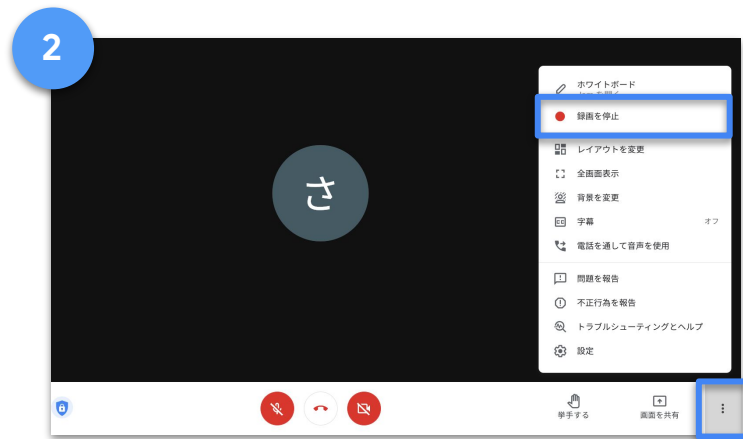 2
ホワイトボード
録画を停止
レイアウトを変更
全画面表示
背景を変更
字幕 オフ
電話を通して音声を使用
問題を報告
不正行為を報告
トラブルシューティングとヘルプ
設定
さ
挙手する
画面を共有